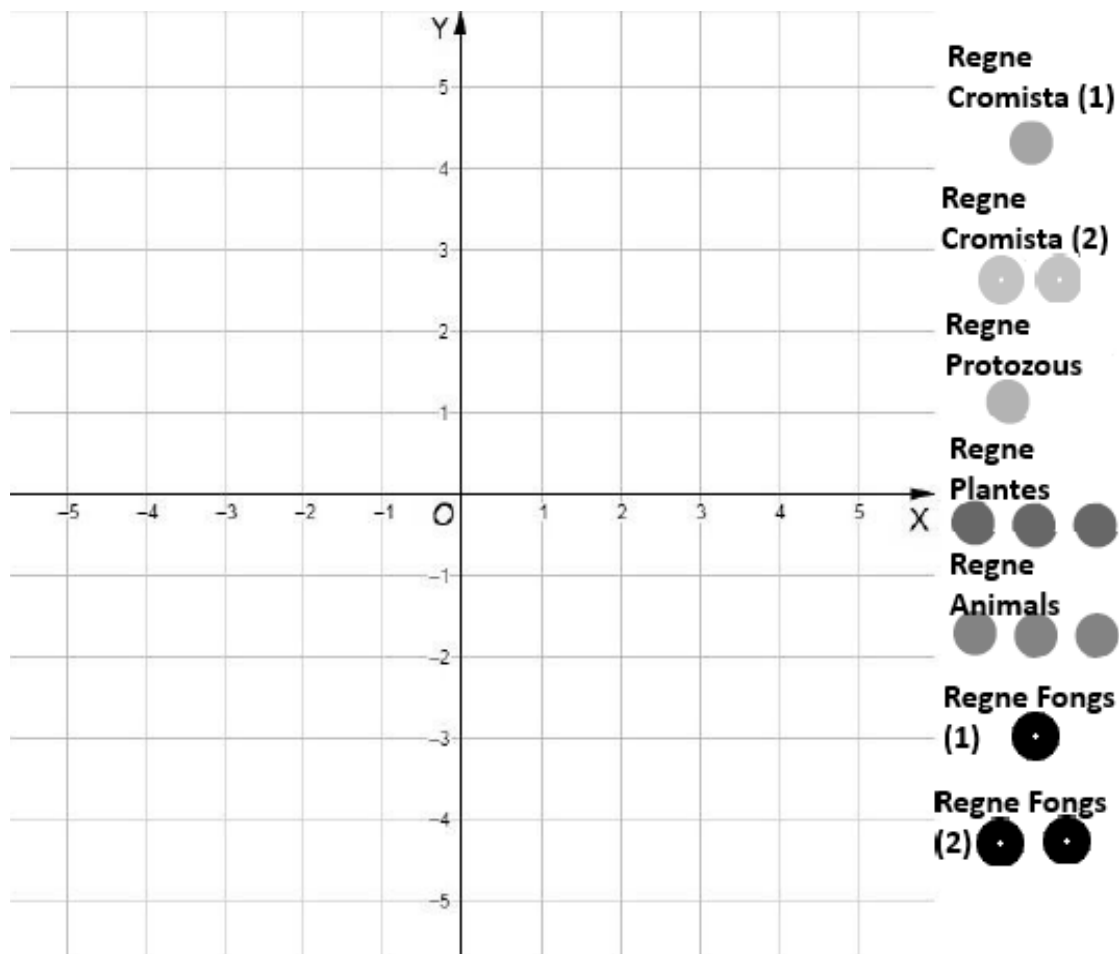 Y
5
4
3
2
1
–5 –4 –3 –2 –1 O 1 2 3 4 5 X
–1
–2
–3
–4
–5
Regne
Cromista (1)
Regne
Cromista (2)
Regne
Protozous
Regne
Plantes
Regne
Animals
Regne Fongs
(1)
Regne Fongs
(2)